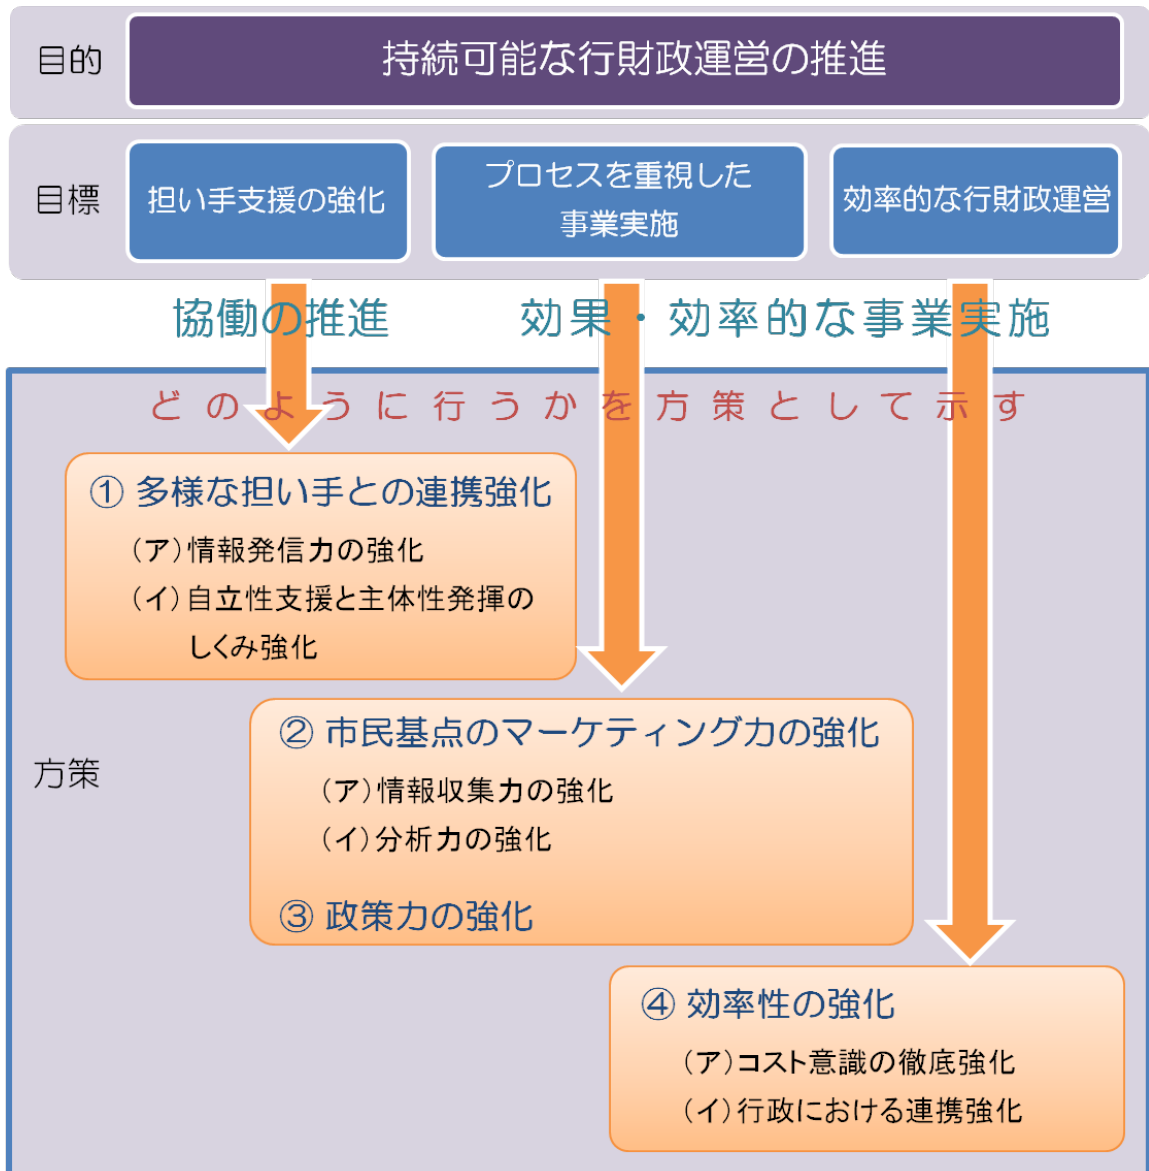 目的
持続可能な行財政運営の推進
目標
担い手支援の強化
プロセスを重視した
事業実施
効率的な行財政運営
協働の推進
効果・効率的な事業実施
どのように行うかを方策として示す
① 多様な担い手との連携強化
(ア)情報発信力の強化
(イ)自立性支援と主体性発揮の
しくみ強化
方策
② 市民基点のマーケティング力の強化
(ア)情報収集力の強化
(イ)分析力の強化
③ 政策力の強化
④ 効率性の強化
(ア)コスト意識の徹底強化
(イ)行政における連携強化